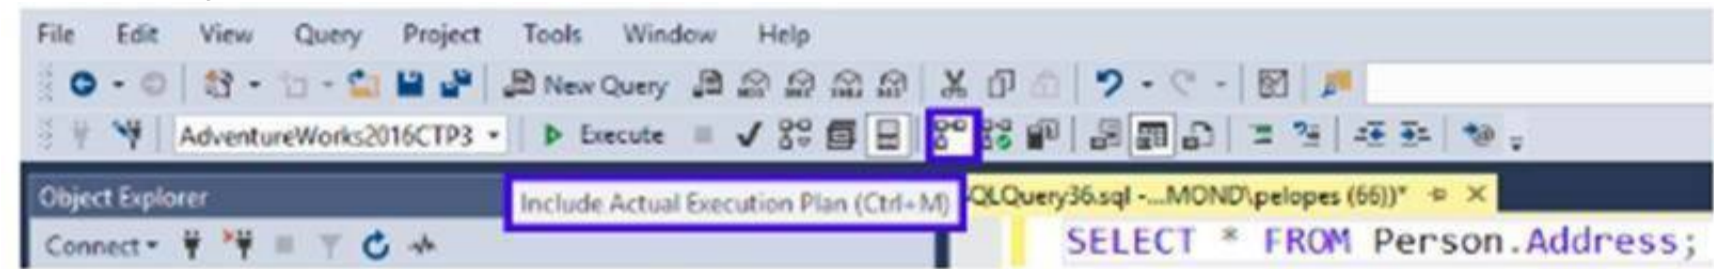 File Edit View Query Project Tools Window Help
New Query
AdventureWorks2016CTP3 Execute
Object Explorer
Include Actual Execution Plan (Ctrl+M)
QLQuery36.sql -...MOND\pelopes (66))*
Connect
SELECT * FROM Person.Address;